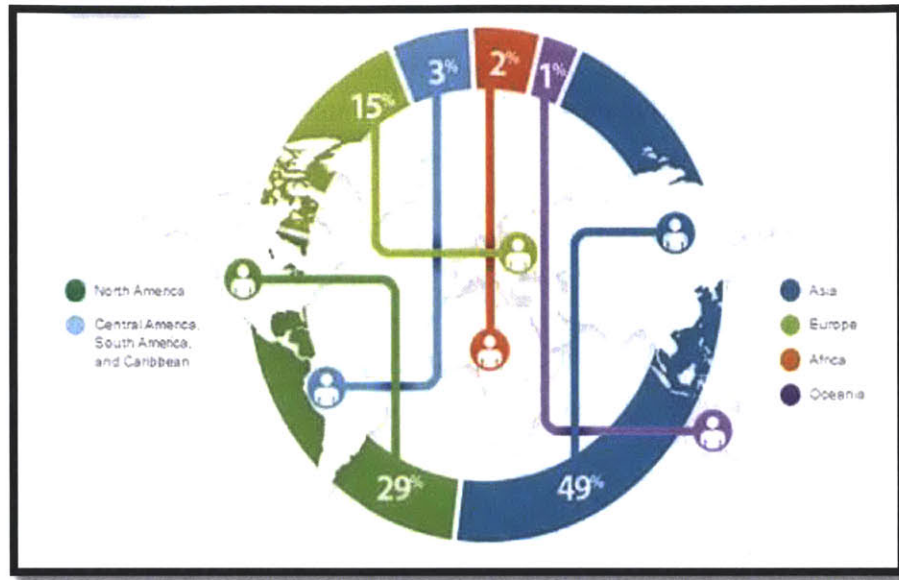 3%
2%
1%
15%
North America
Central America,
South America,
and Caribbean
Asia
Europe
Africa
Oceania
29%
49%